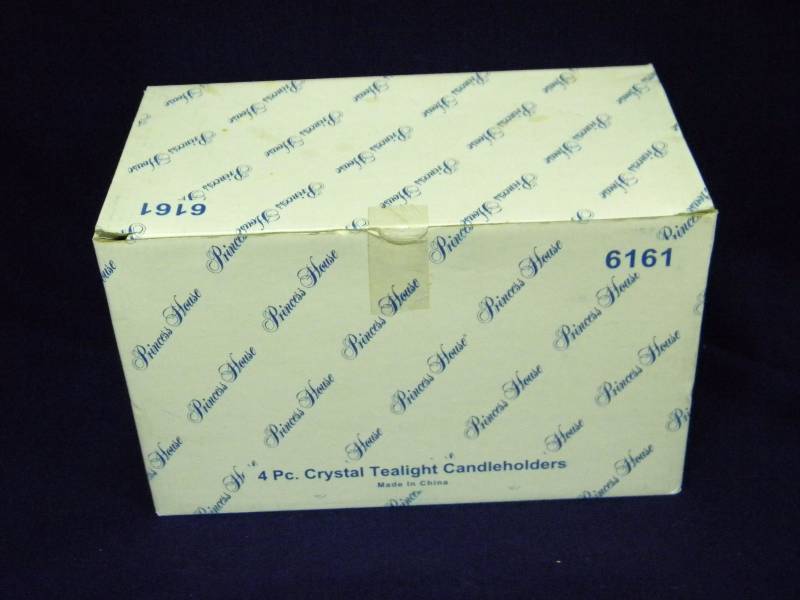 6161
Princess House
6161
4 Pc. Crystal Tealight Candleholders
Made In China